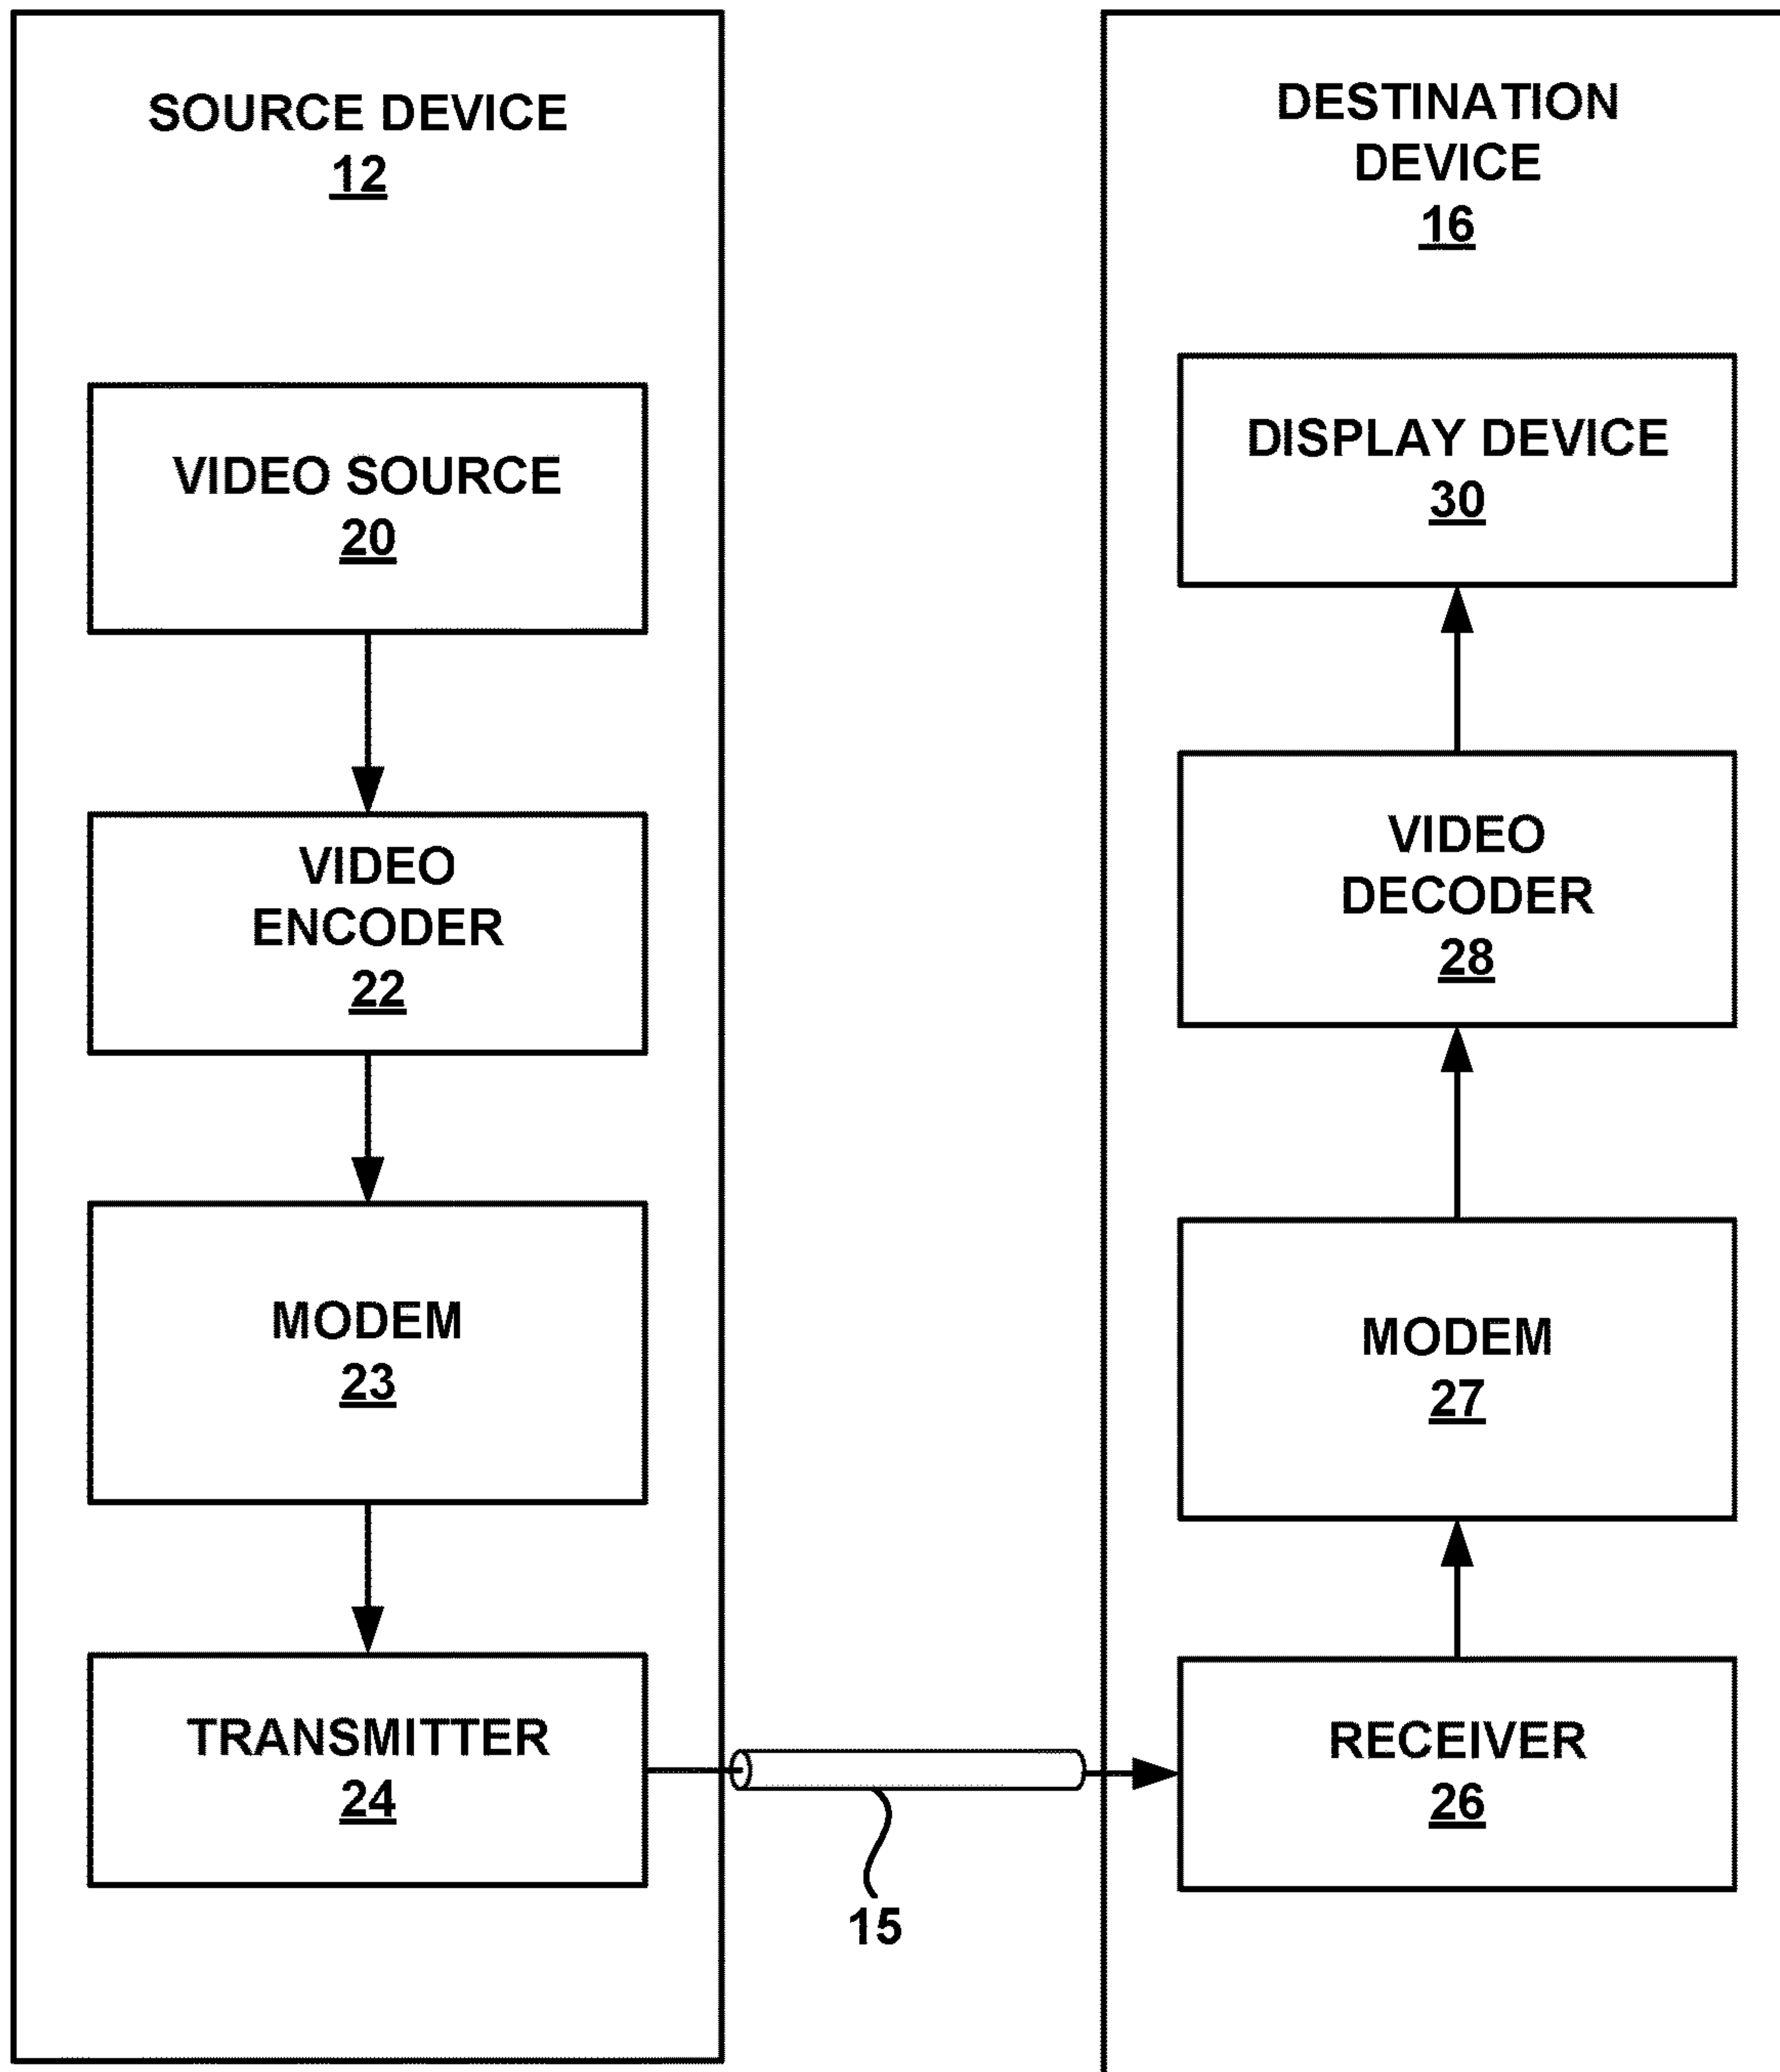 SOURCE DEVICE
12
VIDEO SOURCE
20
VIDEO
ENCODER
22
MODEM
23
TRANSMITTER
24
15
DESTINATION
DEVICE
16
DISPLAY DEVICE
30
VIDEO
DECODER
28
MODEM
27
RECEIVER
26